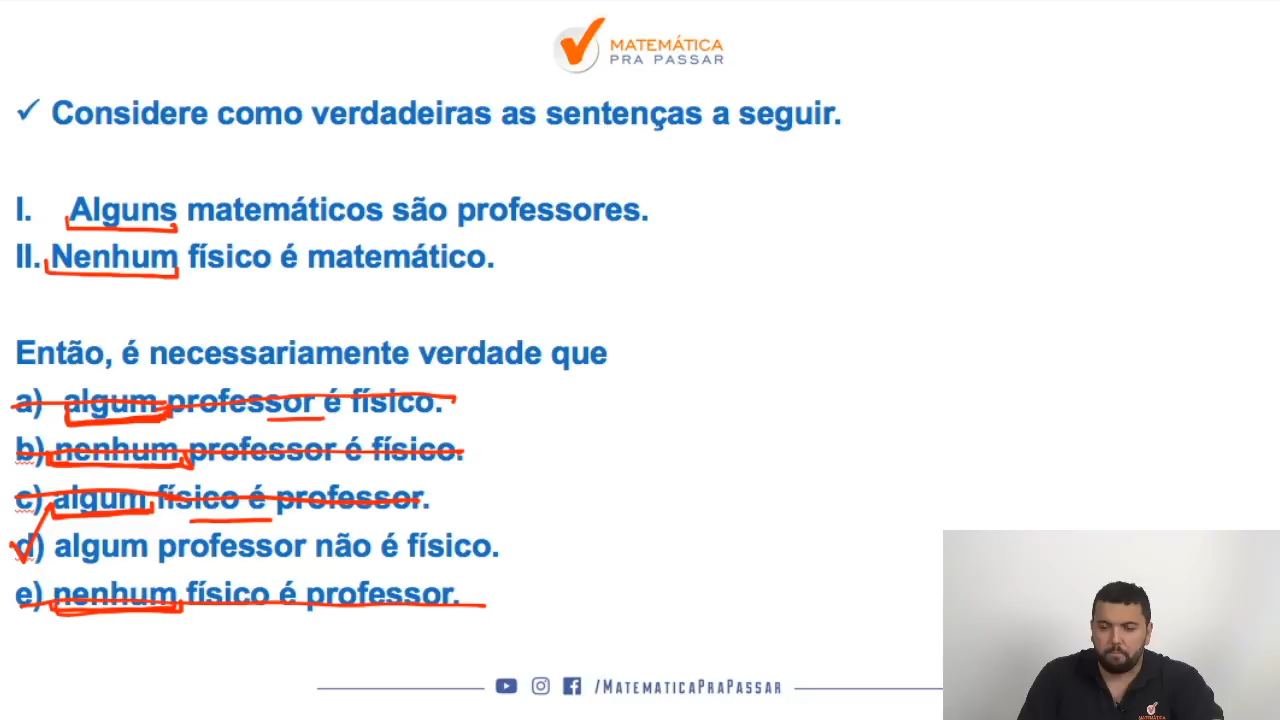 MATEMÁTICA
PRA PASSAR
✓ Considere como verdadeiras as sentenças a seguir.
I. Alguns matemáticos são professores.
II. Nenhum físico é matemático.
Então, é necessariamente verdade que
a) algum professor é físico.
b) nenhum professor é físico.
c) algum físico é professor.
d) algum professor não é físico.
e) nenhum físico é professor.
/MATEMATICAPRAPASSAR
MATEMÁTICA